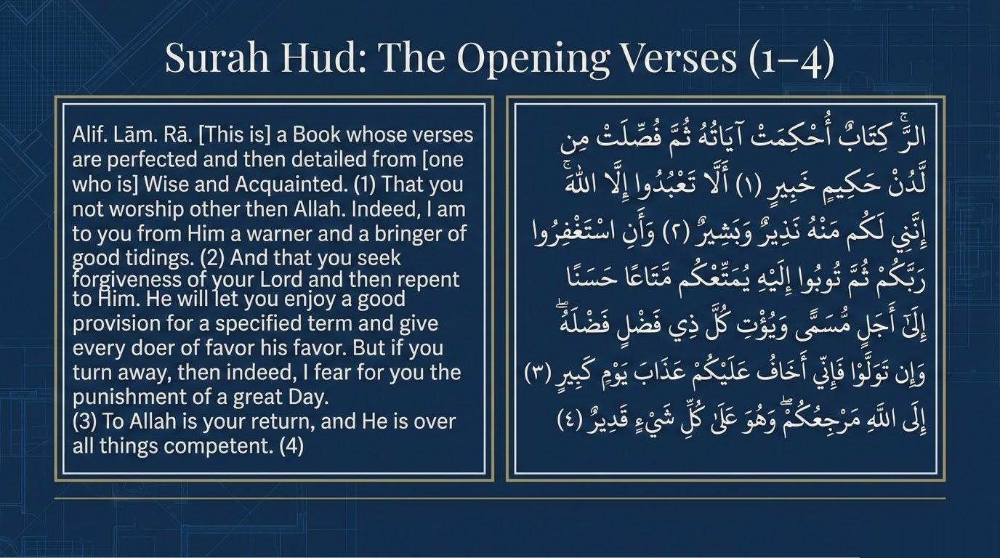 Surah Hud: The Opening Verses (1–4)
Alif. Lām. Rā. [This is] a Book whose verses
are perfected and then detailed from [one
who is] Wise and Acquainted. (1) That you
not worship other then Allah. Indeed, I am
to you from Him a warner and a bringer of
good tidings. (2) And that you seek
forgiveness of your Lord and then repent
to Him. He will let you enjoy a good
provision for a specified term and give
every doer of favor his favor. But if you
turn away, then indeed, I fear for you the
punishment of a great Day.
(3) To Allah is your return, and He is over
all things competent. (4)
الرَّۚ كِتَابٌ أُحْكِمَتْ آيَاتُهُ ثُمَّ فُصِّلَتْ مِن
لَّدُنْ حَكِيمٍ خَبِيرٍ (١) أَلَّا تَعْبُدُوا إِلَّا اللَّهَۚ
إِنَّنِي لَكُم مَنْهُ نَذِيرٌ وَبَشِيرٌ (٢) وَأَنِ اسْتَغْفِرُوا
رَبَّكُمْ ثُمَّ تُوبُوا إِلَيْهِ يُمَتِّعْكُم مَّتَاعًا حَسَنًا
إِلَىٰٓ أَجَلٍ مُّسَمًّى وَيُؤْتِ كُلَّ ذِي فَضْلٍ فَضْلَهُۖ
وَإِن تَوَلَّوْا فَإِنِّي أَخَافُ عَلَيْكُمْ عَذَابَ يَوْمٍ كَبِيرٍ (٣)
إِلَى اللَّهِ مَرْجِعُكُمْۖ وَهُوَ عَلَىٰ كُلِّ شَيْءٍ قَدِيرٌ (٤)